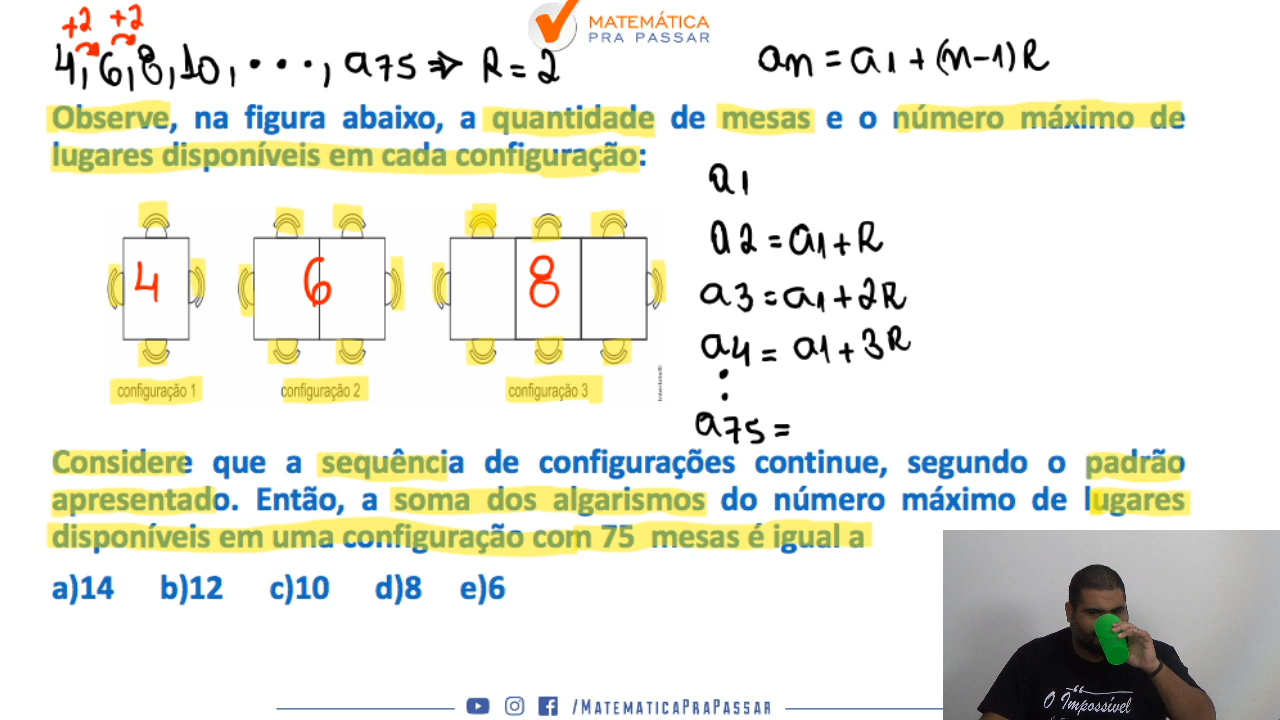 +2 +2
MATEMÁTICA
PRA PASSAR
4, 6, 8, 10, ..., a75 ⇒ R = 2
an = a1 + (n-1)R
Observe, na figura abaixo, a quantidade de mesas e o número máximo de
lugares disponíveis em cada configuração:
a1
a2 = a1 + R
a3 = a1 + 2R
a4 = a1 + 3R
:
a75 =
4 6 8
configuração 1 configuração 2 configuração 3
Considere que a sequência de configurações continue, segundo o padrão
apresentado. Então, a soma dos algarismos do número máximo de lugares
disponíveis em uma configuração com 75 mesas é igual a
a)14 b)12 c)10 d)8 e)6
O Impossível
/MATEMATICAPRAPASSAR